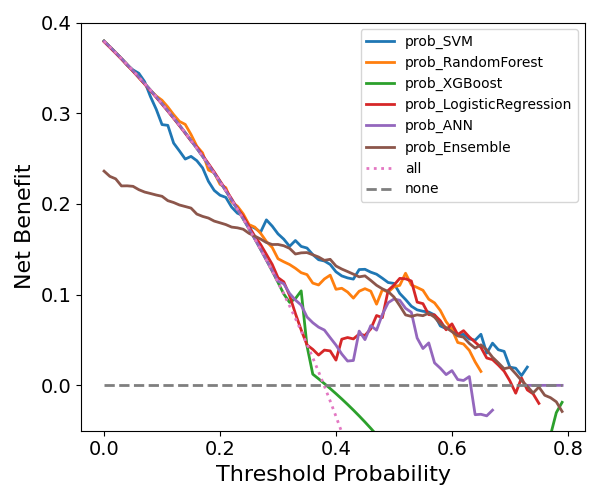 0.4
0.3
0.2
0.1
0.0
Net Benefit
prob_SVM
prob_RandomForest
prob_XGBoost
prob_LogisticRegression
prob_ANN
prob_Ensemble
all
none
0.0 0.2 0.4 0.6 0.8
Threshold Probability